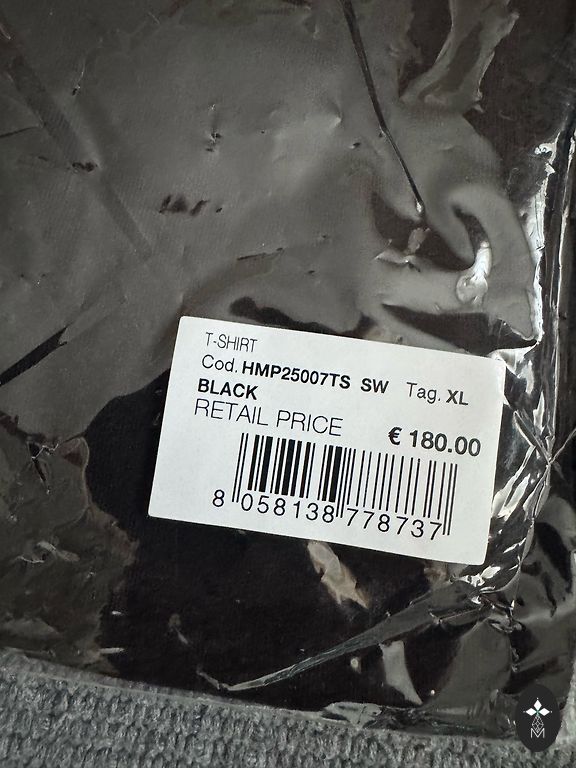 T-SHIRT
Cod. HMP25007TS SW Tag. XL
BLACK
RETAIL PRICE € 180.00
8 058138 778737
M